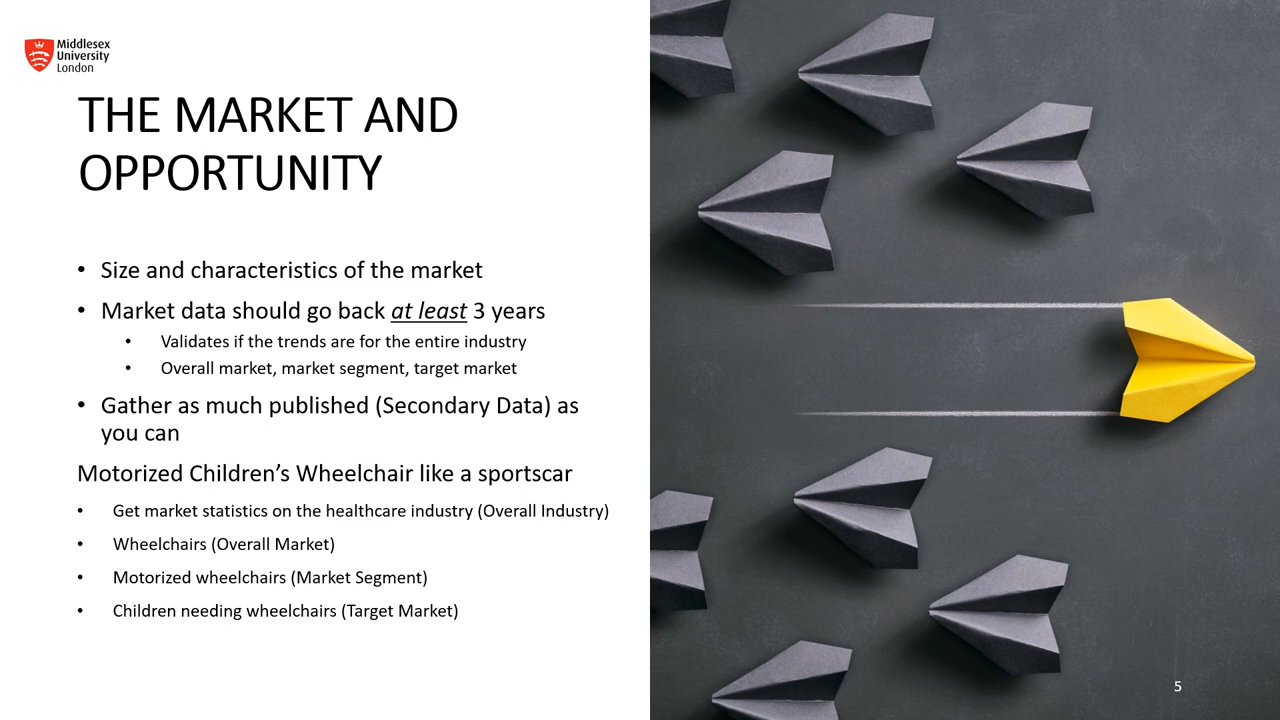 Middlesex
University
London
THE MARKET AND
OPPORTUNITY
• Size and characteristics of the market
• Market data should go back at least 3 years
• Validates if the trends are for the entire industry
• Overall market, market segment, target market
• Gather as much published (Secondary Data) as
you can
Motorized Children’s Wheelchair like a sportscar
• Get market statistics on the healthcare industry (Overall Industry)
• Wheelchairs (Overall Market)
• Motorized wheelchairs (Market Segment)
• Children needing wheelchairs (Target Market)
5